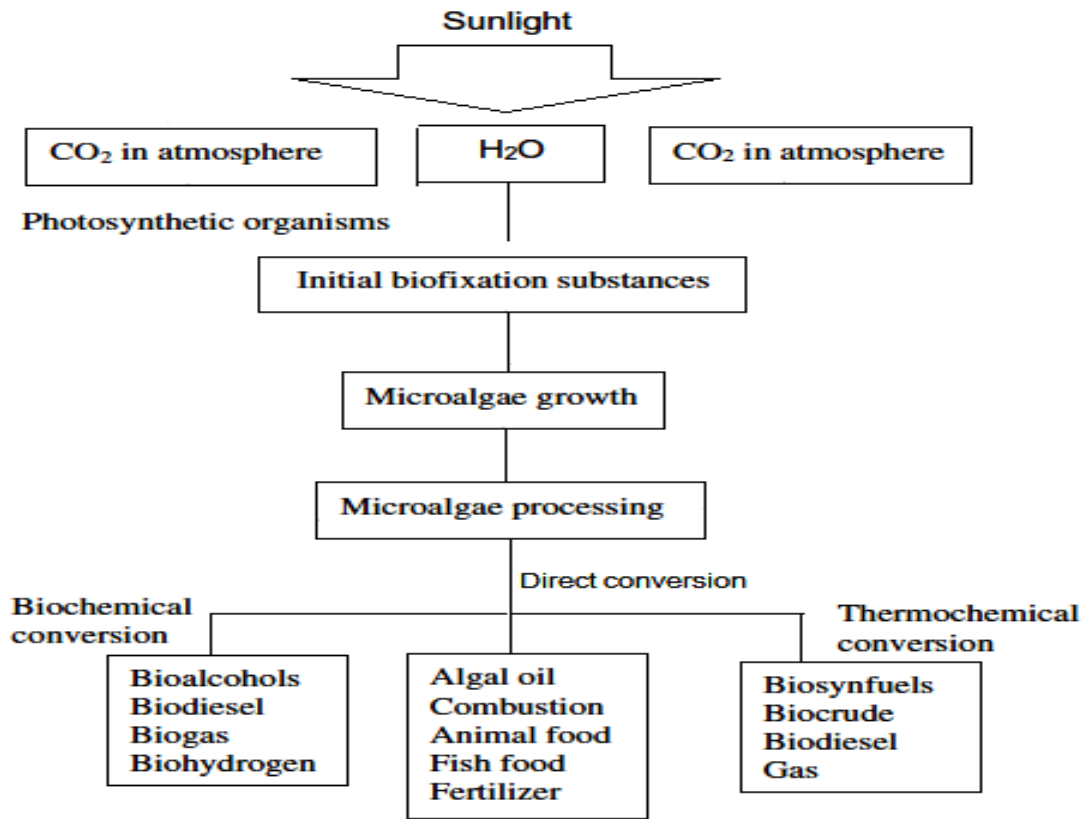 Sunlight
CO₂ in atmosphere
H₂O
CO₂ in atmosphere
Photosynthetic organisms
Initial biofixation substances
Microalgae growth
Microalgae processing
Direct conversion
Biochemical
conversion
Thermochemical
conversion
Bioalcohols
Biodiesel
Biogas
Biohydrogen
Algal oil
Combustion
Animal food
Fish food
Fertilizer
Biosynfuels
Biocrude
Biodiesel
Gas